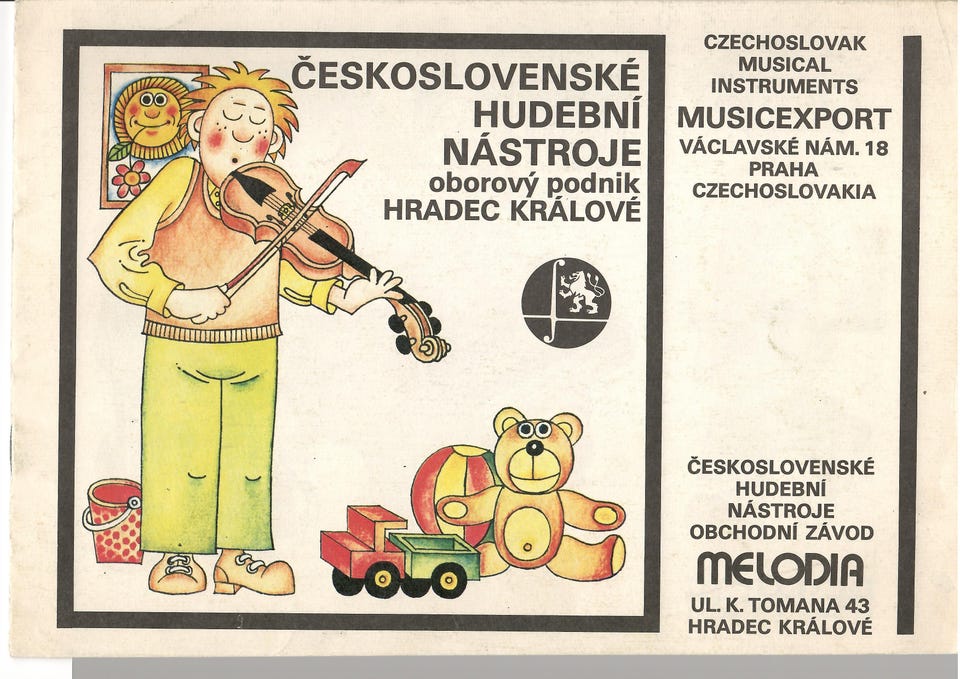 ČESKOSLOVENSKÉ
HUDEBNÍ
NÁSTROJE
oborový podnik
HRADEC KRÁLOVÉ
CZECHOSLOVAK
MUSICAL
INSTRUMENTS
MUSICEXPORT
VÁCLAVSKÉ NÁM. 18
PRAHA
CZECHOSLOVAKIA
ČESKOSLOVENSKÉ
HUDEBNÍ
NÁSTROJE
OBCHODNÍ ZÁVOD
MELODIA
UL. K. TOMANA 43
HRADEC KRÁLOVÉ